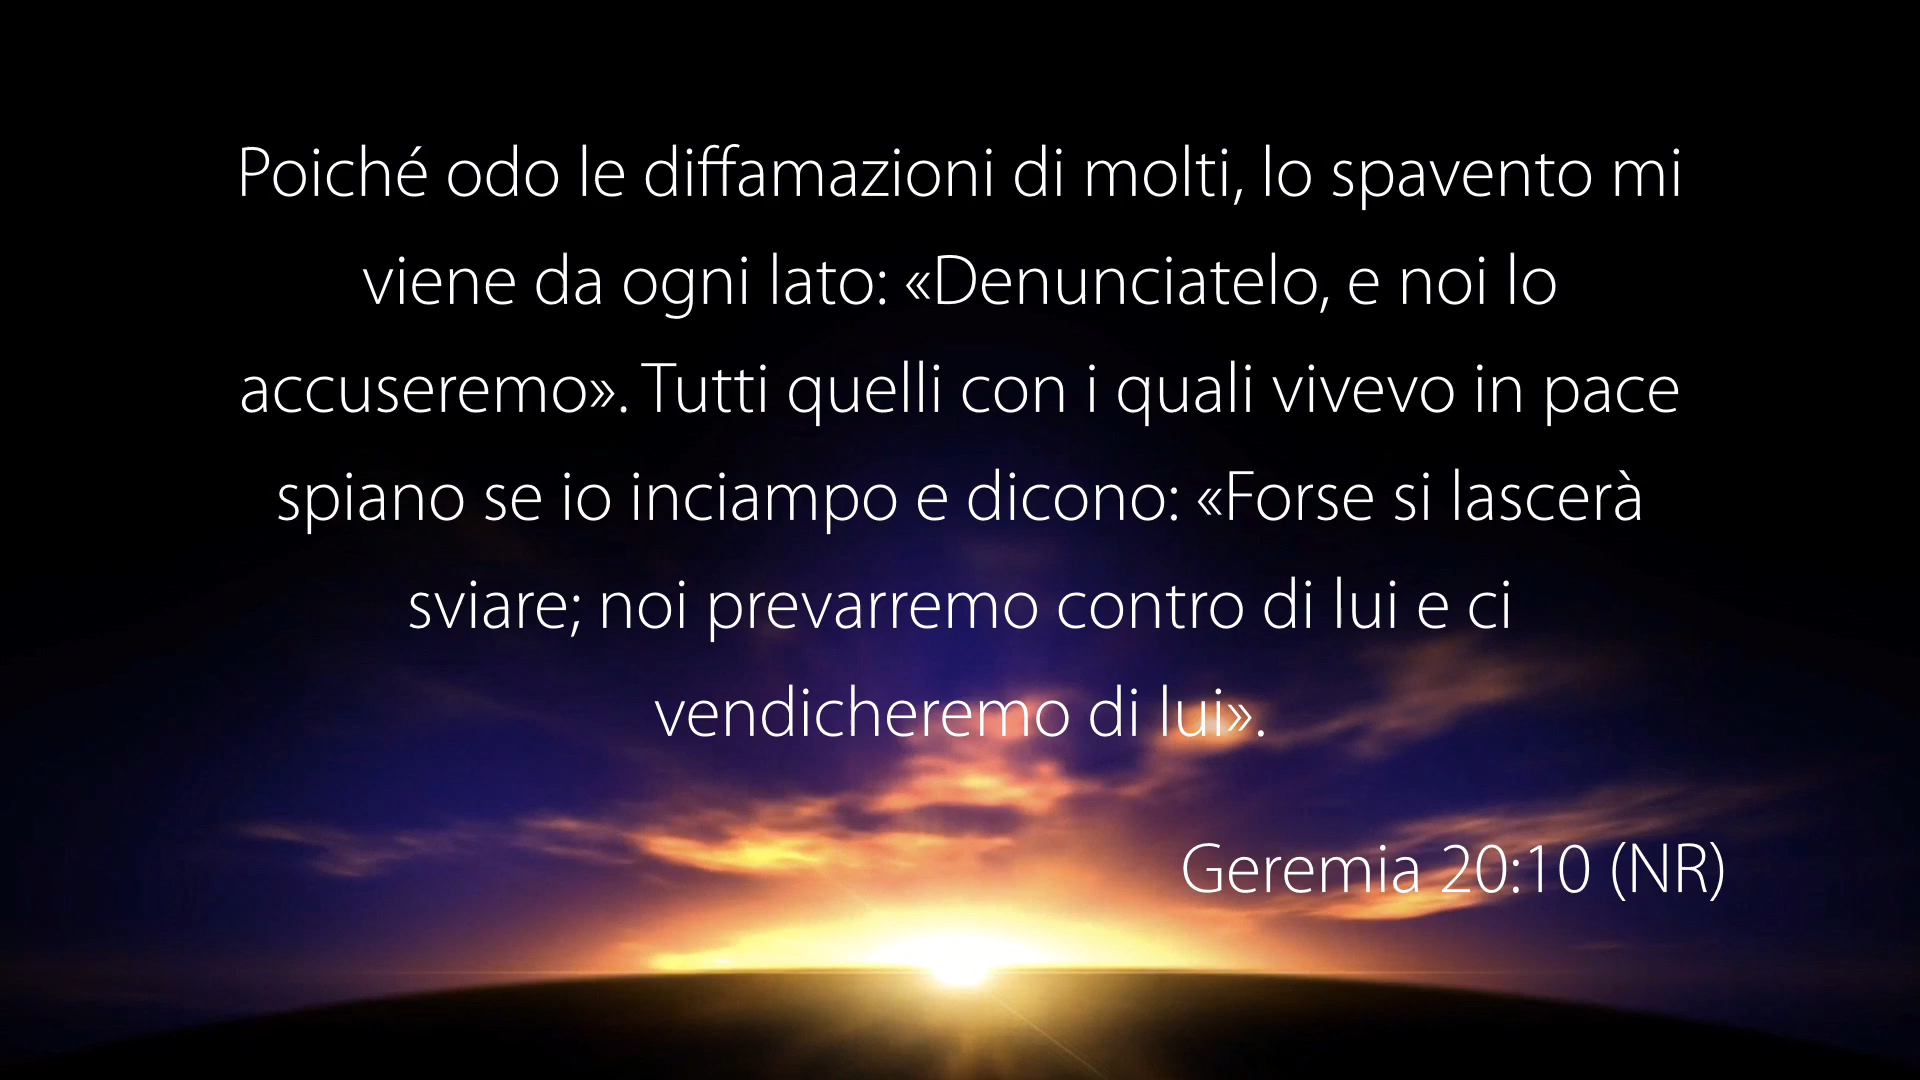 Poiché odo le diffamazioni di molti, lo spavento mi
viene da ogni lato: «Denunciatelo, e noi lo
accuseremo». Tutti quelli con i quali vivevo in pace
spiano se io inciampo e dicono: «Forse si lascerà
sviare; noi prevarremo contro di lui e ci
vendicheremo di lui».
Geremia 20:10 (NR)